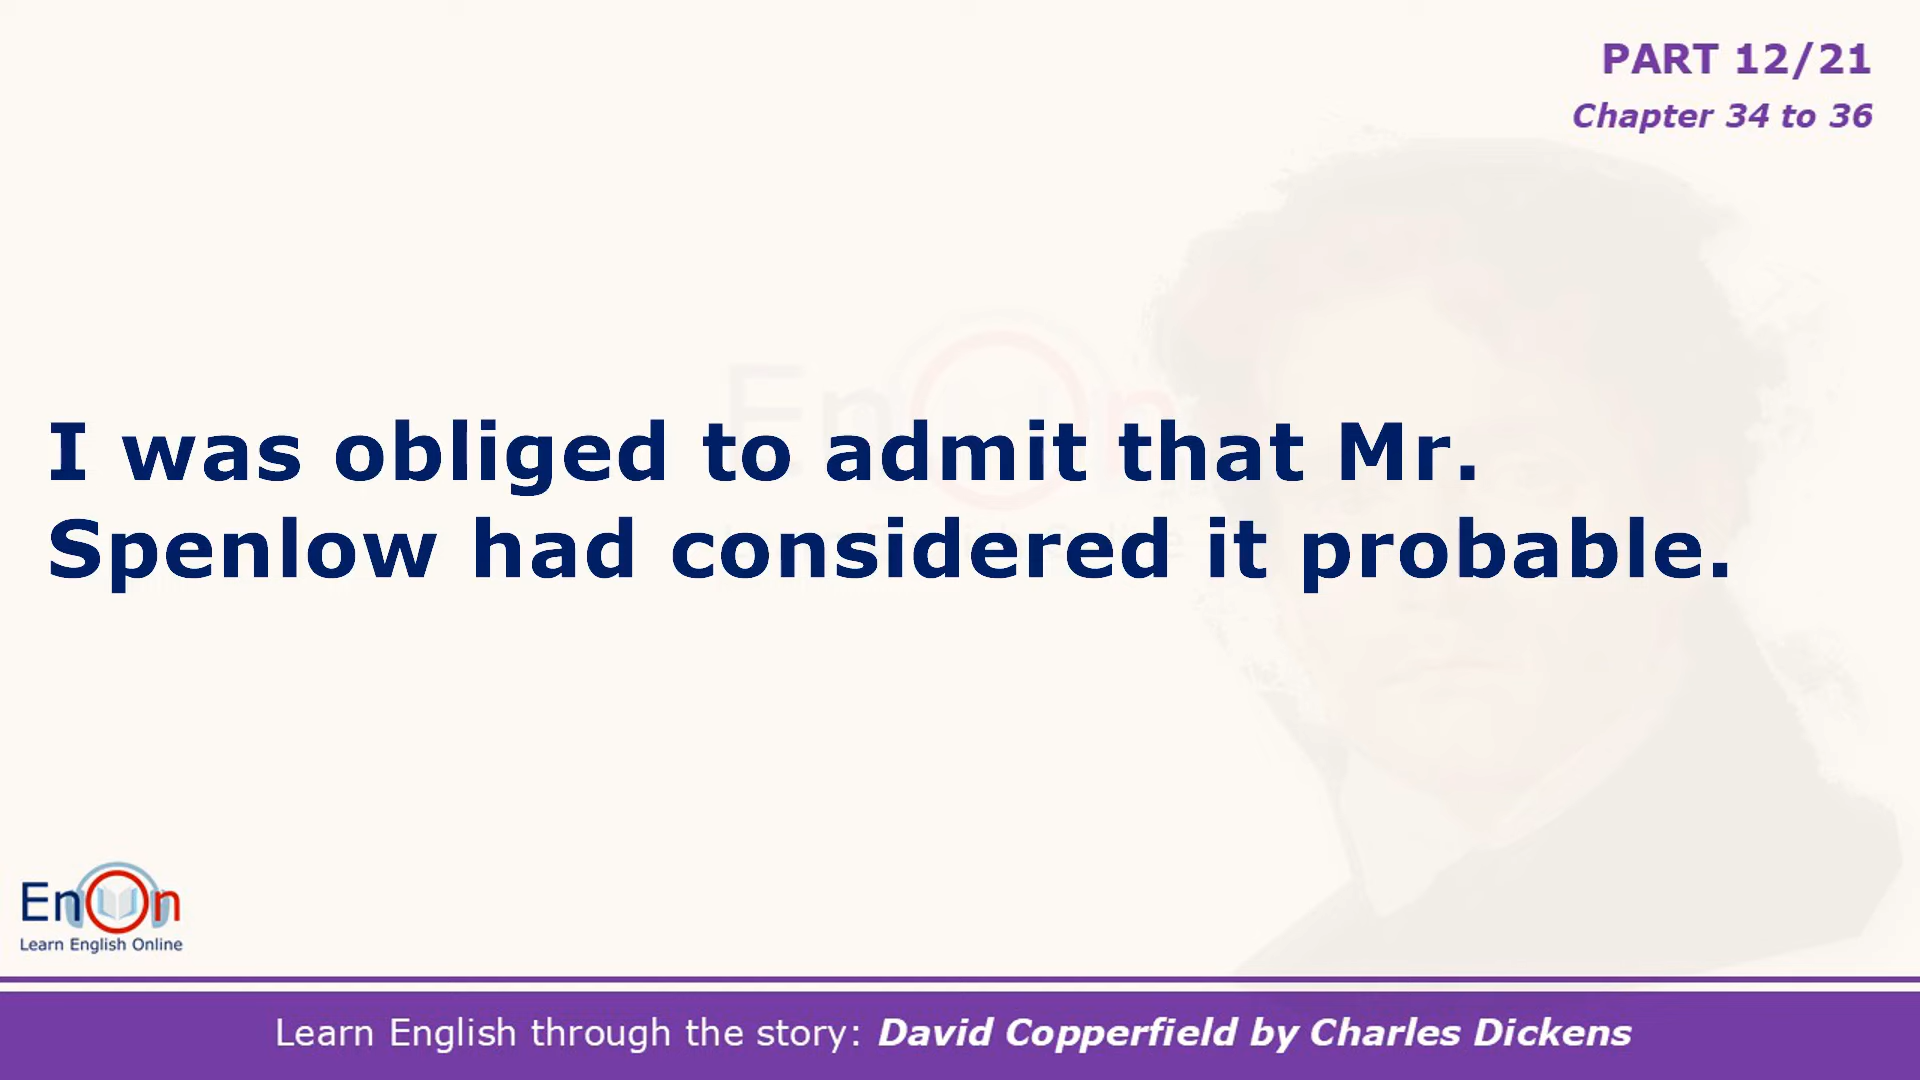 PART 12/21
Chapter 34 to 36
I was obliged to admit that Mr.
Spenlow had considered it probable.
EnOn
Learn English Online
Learn English through the story: David Copperfield by Charles Dickens